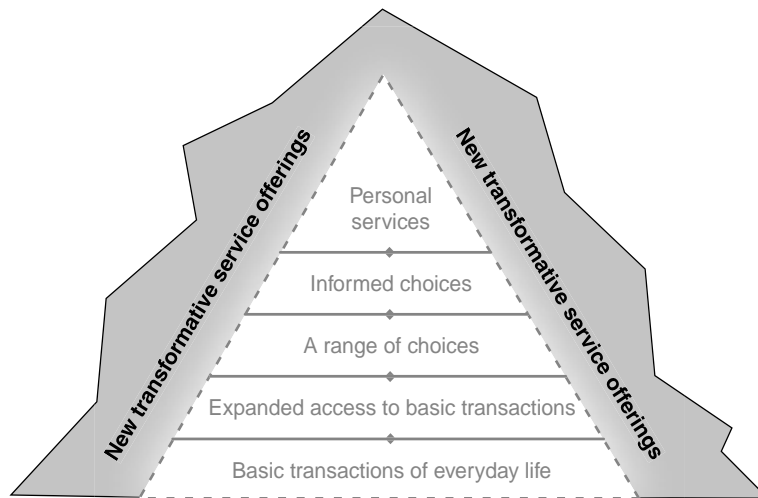 New transformative service offerings
New transformative service offerings
Personal
services
Informed choices
A range of choices
Expanded access to basic transactions
Basic transactions of everyday life